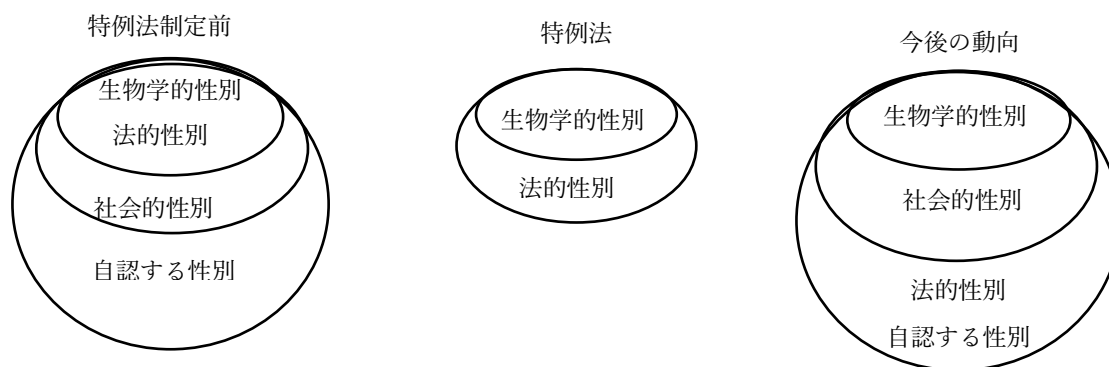 特例法制定前
生物学的性別
法的性別
社会的性別
自認する性別
特例法
生物学的性別
法的性別
今後の動向
生物学的性別
社会的性別
法的性別
自認する性別